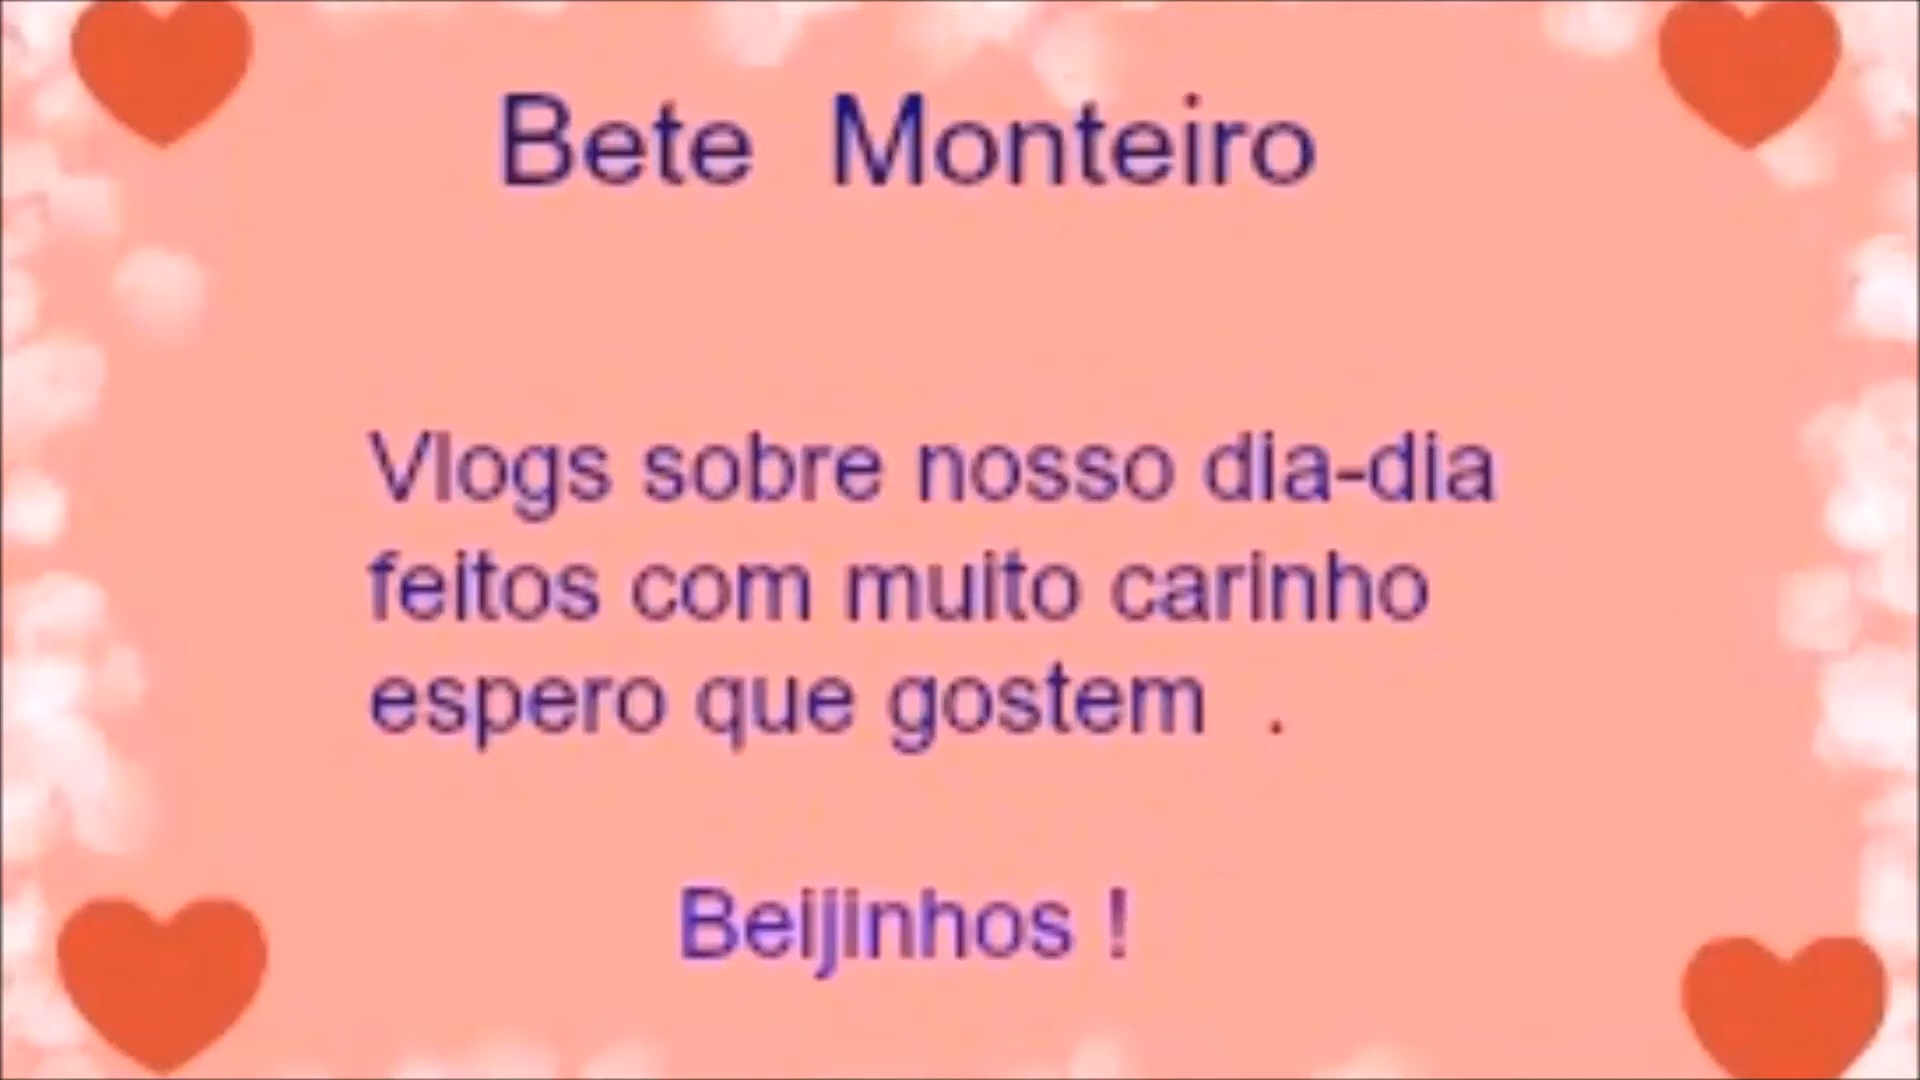 Bete Monteiro
Vlogs sobre nosso dia-dia
feitos com muito carinho
espero que gostem .
Beijinhos !